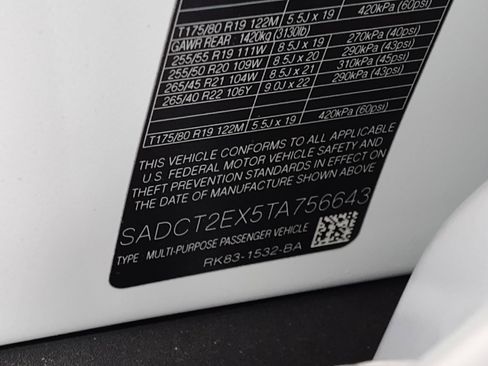 T175/80 R19 122M 5.5J x 19 420kPa (60psi)
GAWR REAR 1420kg (3130lb)
255/55 R19 111W 8.5J x 19 270kPa (40psi)
255/50 R20 109W 8.5J x 20 290kPa (43psi)
265/45 R21 104W 8.5J x 21 310kPa (45psi)
265/40 R22 106Y 9.0J x 22 290kPa (43psi)
T175/80 R19 122M 5.5J x 19 420kPa (60psi)
THIS VEHICLE CONFORMS TO ALL APPLICABLE
U.S. FEDERAL MOTOR VEHICLE SAFETY AND
THEFT PREVENTION STANDARDS IN EFFECT ON
THE DATE OF MANUFACTURE SHOWN ABOVE.
SADCT2EX5TA756643
TYPE MULTI-PURPOSE PASSENGER VEHICLE
RK83-1532-BA